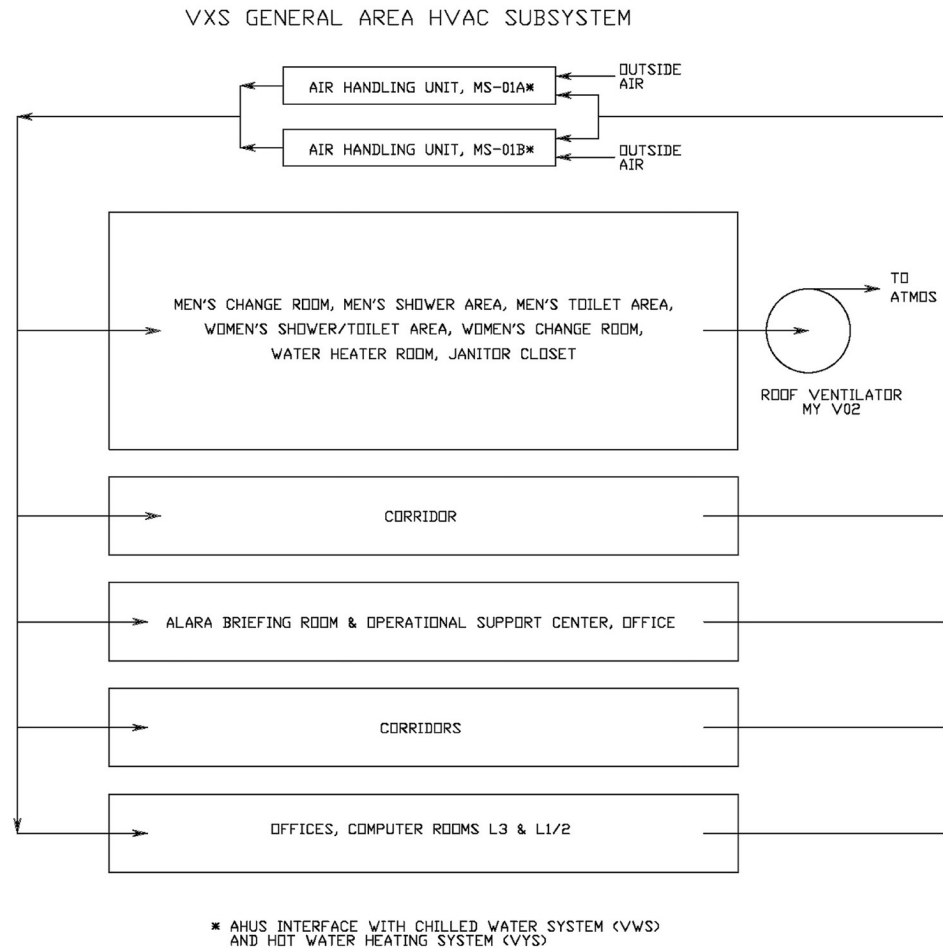 VXS GENERAL AREA HVAC SUBSYSTEM
AIR HANDLING UNIT, MS-01A*
OUTSIDE
AIR
AIR HANDLING UNIT, MS-01B*
OUTSIDE
AIR
MEN'S CHANGE ROOM, MEN'S SHOWER AREA, MEN'S TOILET AREA,
WOMEN'S SHOWER/TOILET AREA, WOMEN'S CHANGE ROOM,
WATER HEATER ROOM, JANITOR CLOSET
TO
ATMOS
ROOF VENTILATOR
MY V02
CORRIDOR
ALARA BRIEFING ROOM & OPERATIONAL SUPPORT CENTER, OFFICE
CORRIDORS
OFFICES, COMPUTER ROOMS L3 & L1/2
* AHUS INTERFACE WITH CHILLED WATER SYSTEM (VWS)
AND HOT WATER HEATING SYSTEM (VYS)